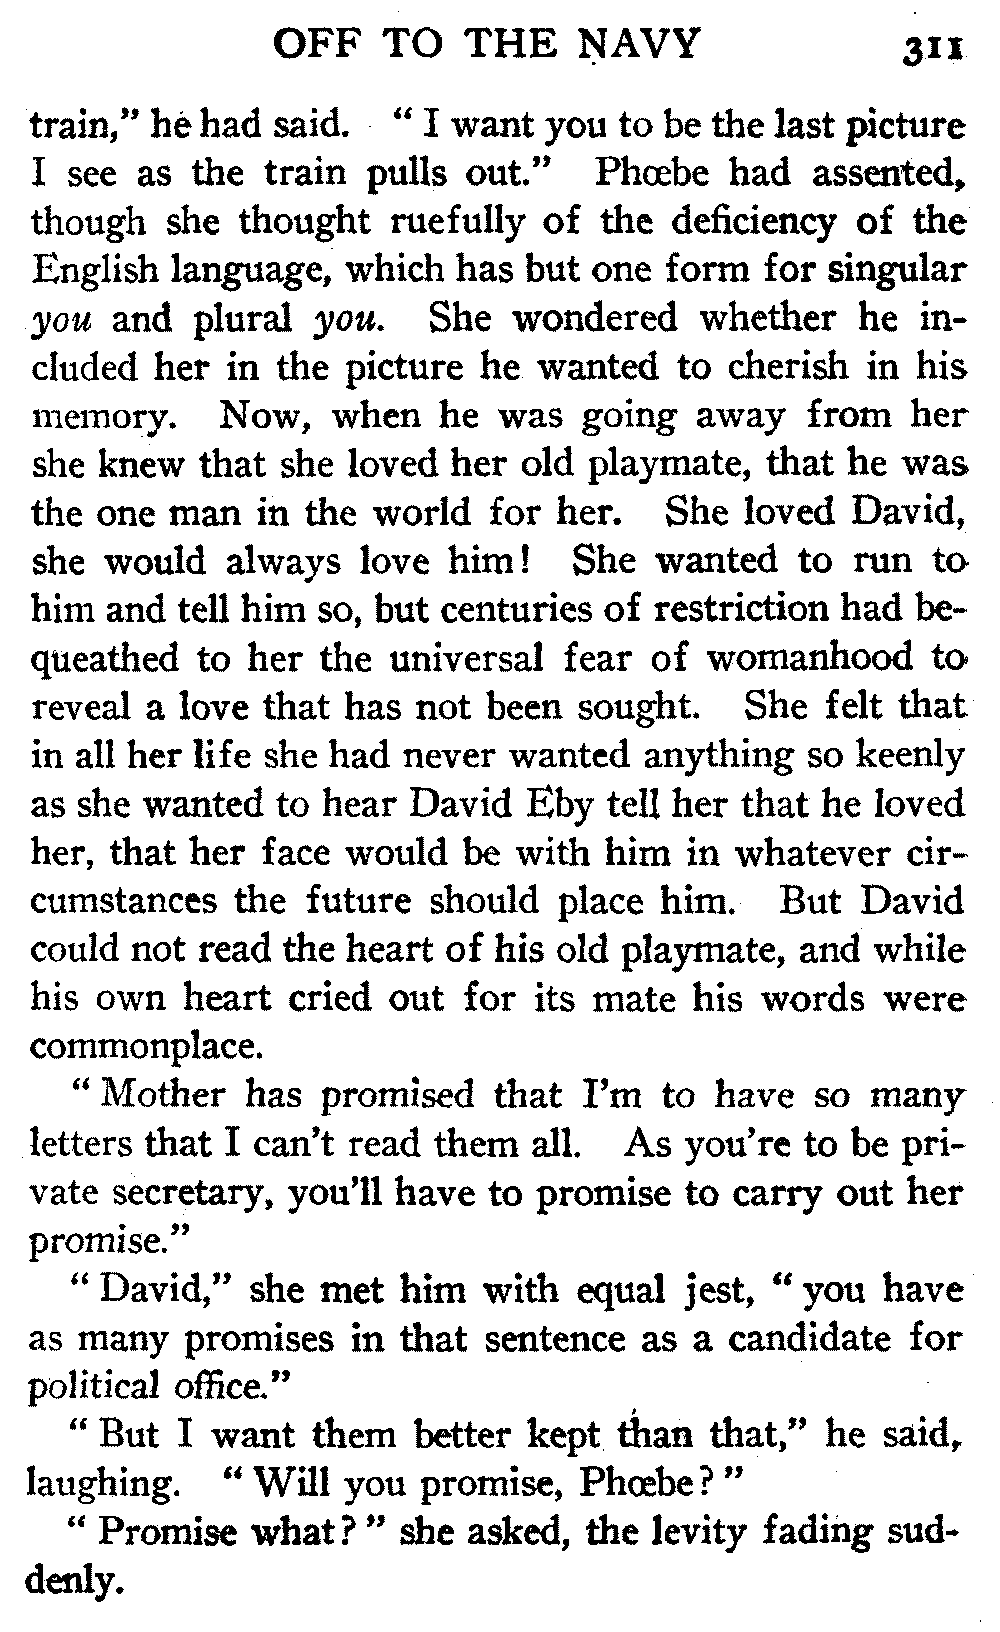 OFF TO THE NAVY 311
train," he had said. "I want you to be the last picture
I see as the train pulls out." Phœbe had assented,
though she thought ruefully of the deficiency of the
English language, which has but one form for singular
you and plural you. She wondered whether he in-
cluded her in the picture he wanted to cherish in his
memory. Now, when he was going away from her
she knew that she loved her old playmate, that he was
the one man in the world for her. She loved David,
she would always love him! She wanted to run to
him and tell him so, but centuries of restriction had be-
queathed to her the universal fear of womanhood to
reveal a love that has not been sought. She felt that
in all her life she had never wanted anything so keenly
as she wanted to hear David Eby tell her that he loved
her, that her face would be with him in whatever cir-
cumstances the future should place him. But David
could not read the heart of his old playmate, and while
his own heart cried out for its mate his words were
commonplace.
"Mother has promised that I'm to have so many
letters that I can't read them all. As you're to be pri-
vate secretary, you'll have to promise to carry out her
promise."
"David," she met him with equal jest, "you have
as many promises in that sentence as a candidate for
political office."
"But I want them better kept than that," he said,
laughing. "Will you promise, Phœbe?"
"Promise what?" she asked, the levity fading sud-
denly.